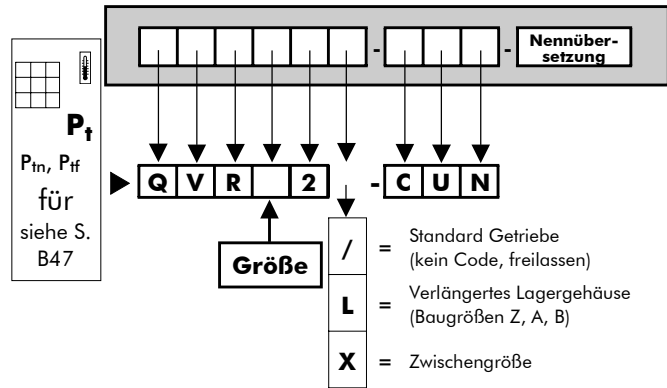 - - Nennüber-
setzung
Pt
Ptn, Ptf
für
siehe S.
B47
Q V R 2 - C U N
Größe
/ = Standard Getriebe
(kein Code, freilassen)
L = Verlängertes Lagergehäuse
(Baugrößen Z, A, B)
X = Zwischengröße